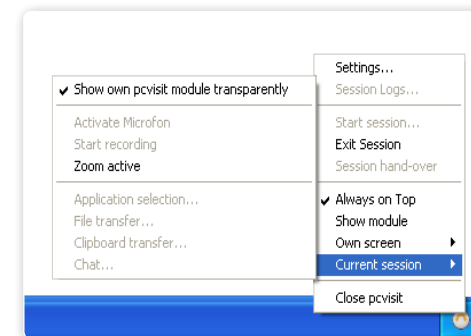 Settings...
Session Logs...
Start session...
Exit Session
Session hand-over
Always on Top
Show module
Own screen
Current session
Close pcvisit
Show own pcvisit module transparently
Activate Microfon
Start recording
Zoom active
Application selection...
File transfer...
Clipboard transfer...
Chat...